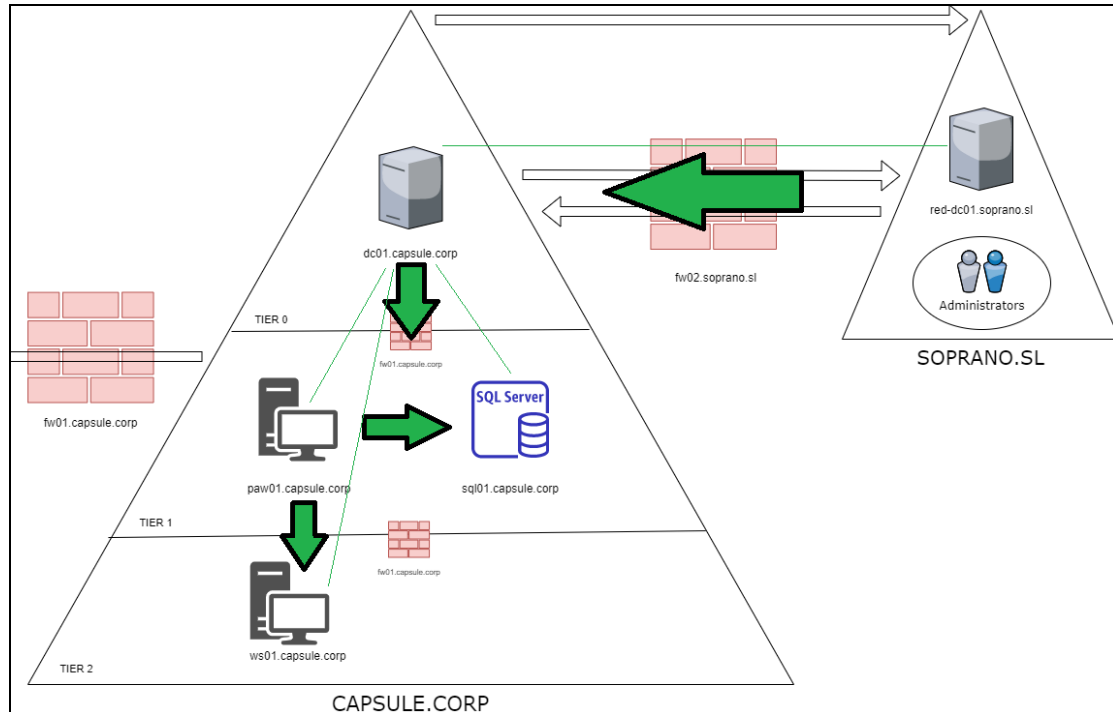 red-dc01.soprano.sl
dc01.capsule.corp
fw02.soprano.sl
Administrators
TIER 0
SOPRANO.SL
fw01.capsule.corp
SQL Server
fw01.capsule.corp
paw01.capsule.corp
sql01.capsule.corp
TIER 1
fw01.capsule.corp
ws01.capsule.corp
TIER 2
CAPSULE.CORP